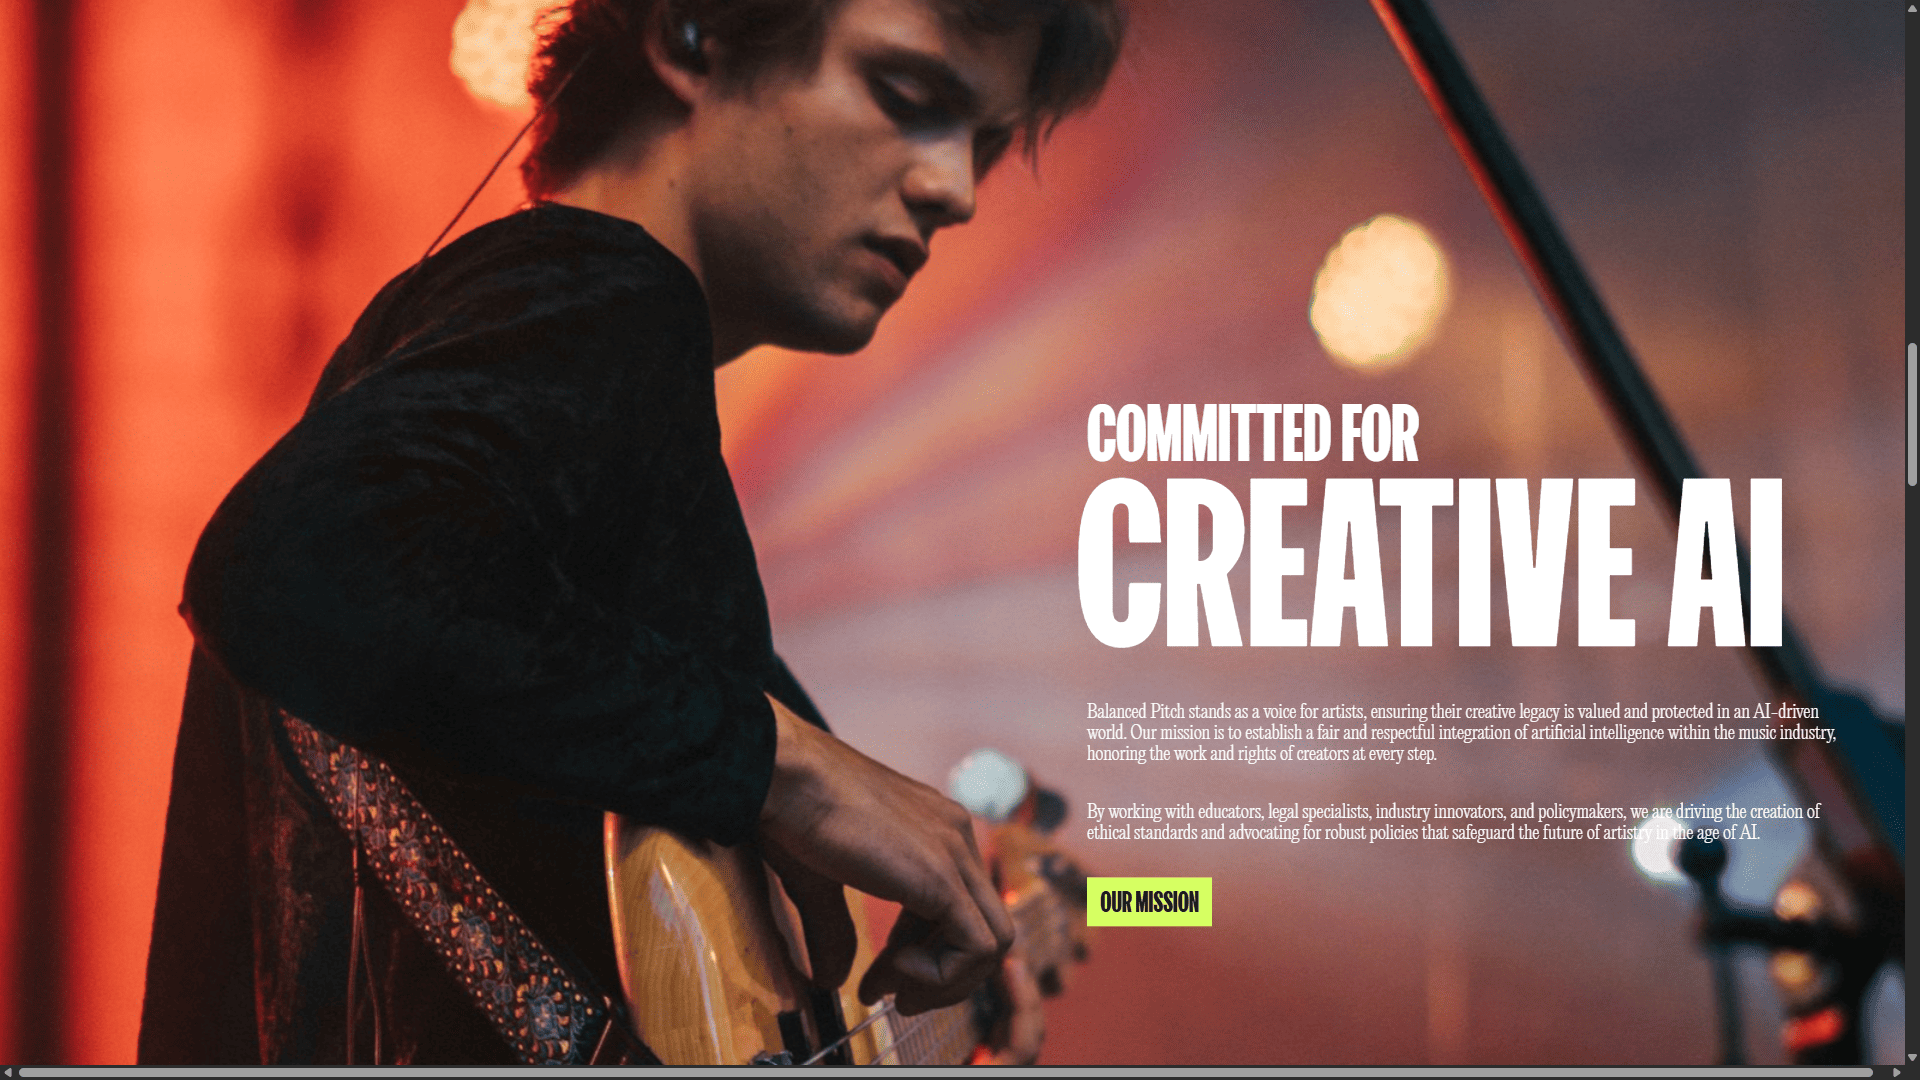 COMMITTED FOR
CREATIVE AI
Balanced Pitch stands as a voice for artists, ensuring their creative legacy is valued and protected in an AI-driven
world. Our mission is to establish a fair and respectful integration of artificial intelligence within the music industry,
honoring the work and rights of creators at every step.
By working with educators, legal specialists, industry innovators, and policymakers, we are driving the creation of
ethical standards and advocating for robust policies that safeguard the future of artistry in the age of AI.
OUR MISSION